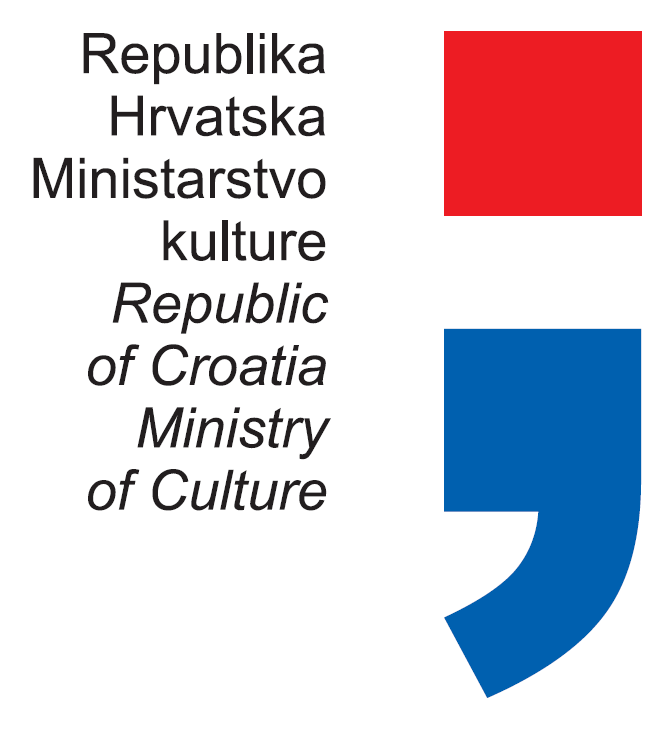 Republika
Hrvatska
Ministarstvo
kulture
Republic
of Croatia
Ministry
of Culture